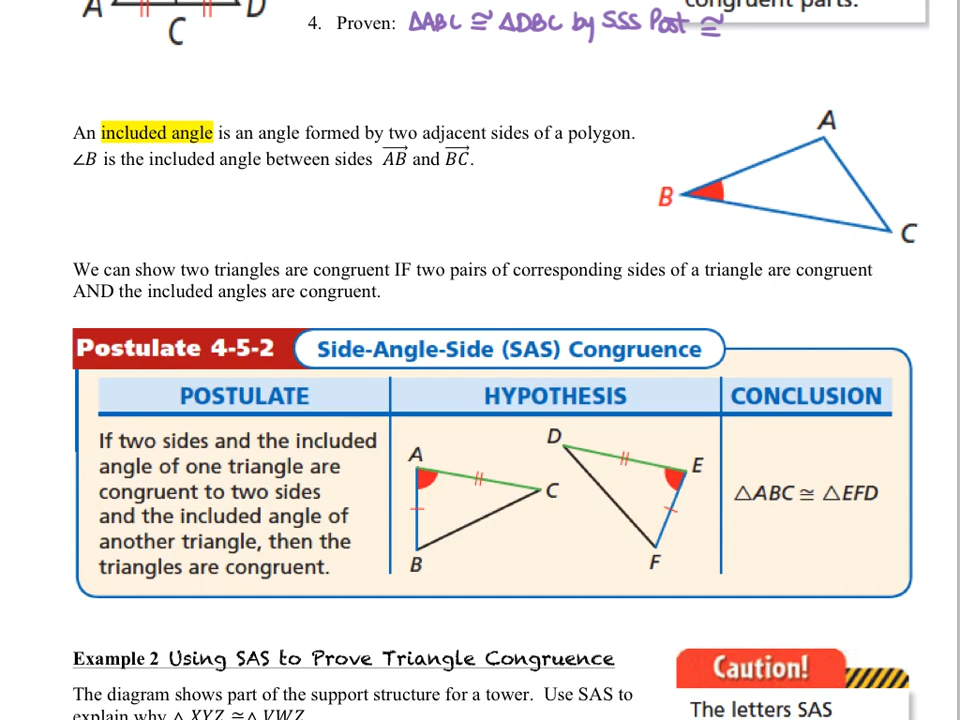 A
D
C
congruent parts.
4. Proven: △ABC ≅ △DBC by SSS Post ≅
An included angle is an angle formed by two adjacent sides of a polygon.
∠B is the included angle between sides AB⃗ and BC⃗.
A
B
C
We can show two triangles are congruent IF two pairs of corresponding sides of a triangle are congruent
AND the included angles are congruent.
Postulate 4-5-2 Side-Angle-Side (SAS) Congruence
POSTULATE HYPOTHESIS CONCLUSION
If two sides and the included
angle of one triangle are
congruent to two sides
and the included angle of
another triangle, then the
triangles are congruent.
A
C
B
D
E
F
△ABC ≅ △EFD
Example 2 Using SAS to Prove Triangle Congruence
The diagram shows part of the support structure for a tower. Use SAS to
explain why △ XYZ ≅△ VWZ
Caution!
The letters SAS